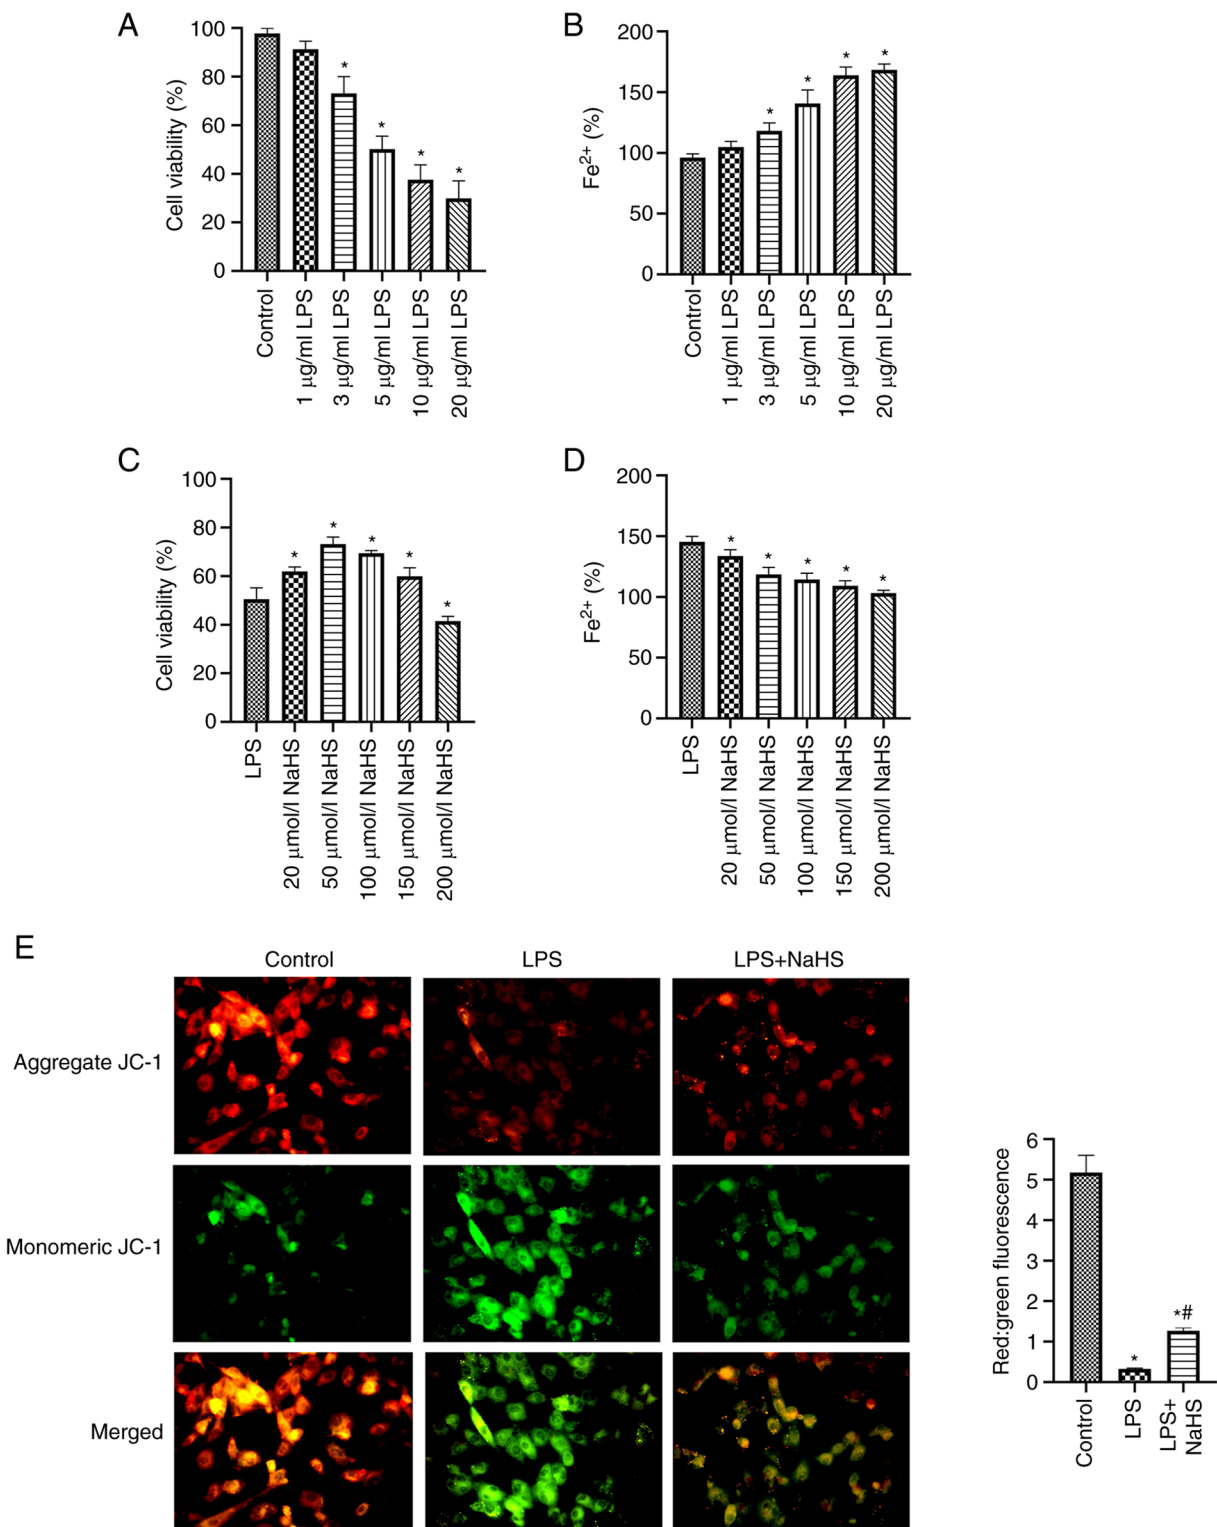 A
Cell viability (%)
100
80
60
40
20
0
*
*
*
*
Control
1 μg/ml LPS
3 μg/ml LPS
5 μg/ml LPS
10 μg/ml LPS
20 μg/ml LPS
B
Fe2+ (%)
200
150
100
50
0
*
*
*
*
Control
1 μg/ml LPS
3 μg/ml LPS
5 μg/ml LPS
10 μg/ml LPS
20 μg/ml LPS
C
Cell viability (%)
100
80
60
40
20
0
*
*
*
*
*
LPS
20 μmol/l NaHS
50 μmol/l NaHS
100 μmol/l NaHS
150 μmol/l NaHS
200 μmol/l NaHS
D
Fe2+ (%)
200
150
100
50
0
*
*
*
*
*
LPS
20 μmol/l NaHS
50 μmol/l NaHS
100 μmol/l NaHS
150 μmol/l NaHS
200 μmol/l NaHS
E
Control
LPS
LPS+NaHS
Aggregate JC-1
Monomeric JC-1
Merged
Red:green fluorescence
6
5
4
3
2
1
0
*
*#
Control
LPS
LPS+
NaHS